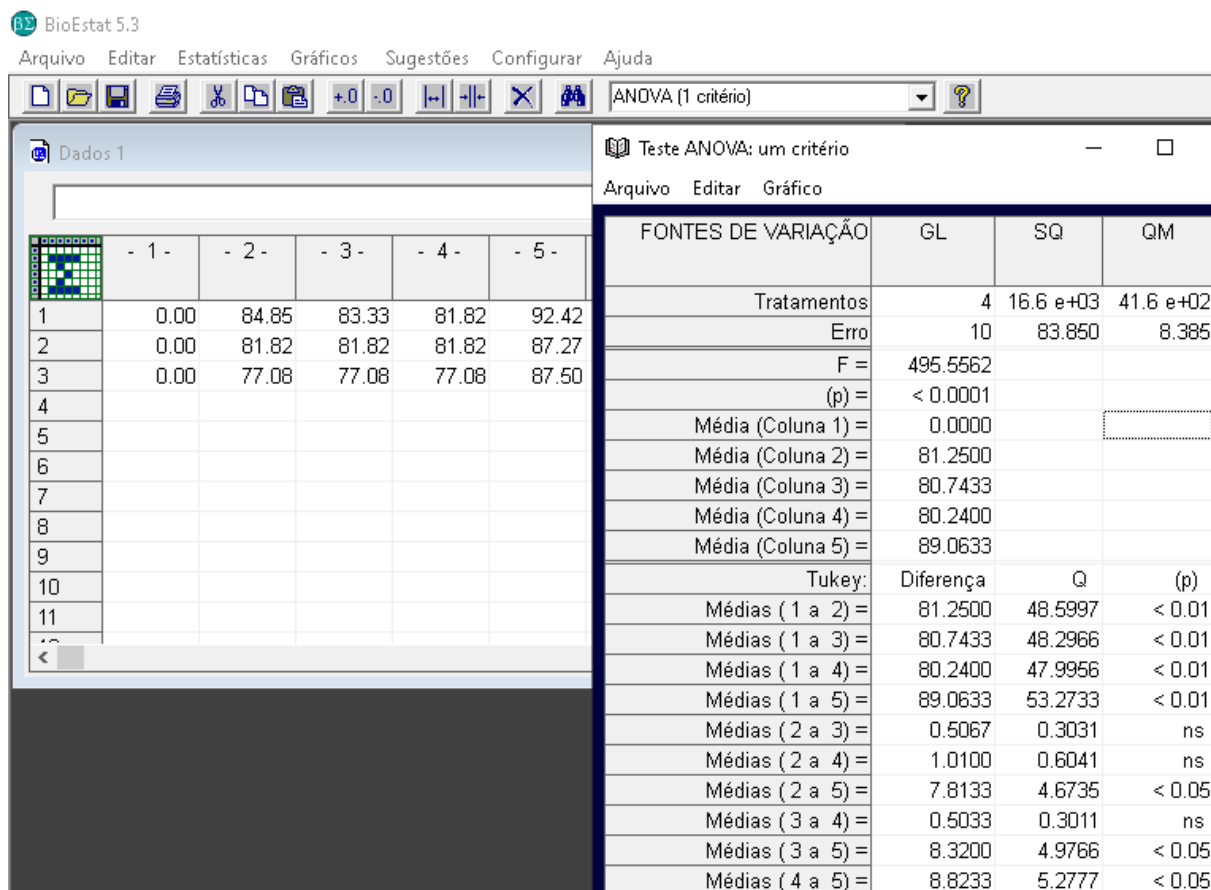 BioEstat 5.3
Arquivo Editar Estatísticas Gráficos Sugestões Configurar Ajuda
+.0 -.0 ANOVA (1 critério)
Dados 1
- 1 - - 2 - - 3 - - 4 - - 5 -
1 0.00 84.85 83.33 81.82 92.42
2 0.00 81.82 81.82 81.82 87.27
3 0.00 77.08 77.08 77.08 87.50
4
5
6
7
8
9
10
11
Teste ANOVA: um critério
Arquivo Editar Gráfico
FONTES DE VARIAÇÃO GL SQ QM
Tratamentos 4 16.6 e+03 41.6 e+02
Erro 10 83.850 8.385
F = 495.5562
(p) = < 0.0001
Média (Coluna 1) = 0.0000
Média (Coluna 2) = 81.2500
Média (Coluna 3) = 80.7433
Média (Coluna 4) = 80.2400
Média (Coluna 5) = 89.0633
Tukey: Diferença Q (p)
Médias ( 1 a 2) = 81.2500 48.5997 < 0.01
Médias ( 1 a 3) = 80.7433 48.2966 < 0.01
Médias ( 1 a 4) = 80.2400 47.9956 < 0.01
Médias ( 1 a 5) = 89.0633 53.2733 < 0.01
Médias ( 2 a 3) = 0.5067 0.3031 ns
Médias ( 2 a 4) = 1.0100 0.6041 ns
Médias ( 2 a 5) = 7.8133 4.6735 < 0.05
Médias ( 3 a 4) = 0.5033 0.3011 ns
Médias ( 3 a 5) = 8.3200 4.9766 < 0.05
Médias ( 4 a 5) = 8.8233 5.2777 < 0.05